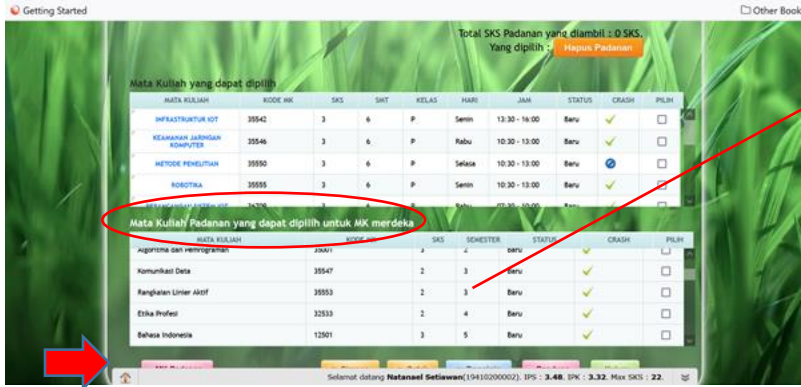 Getting Started
Other Book
Total SKS Padanan yang diambil : 0 SKS.
Yang dipilih : Hapus Padanan
Mata Kuliah yang dapat dipilih
MATA KULIAH KODE MK SKS SMT KELAS HARI JAM STATUS CRASH PILIH
INFRASTRUKTUR IOT 35542 3 6 P Senin 13:30 - 16:00 Baru
KEAMANAN JARINGAN KOMPUTER 35546 3 6 P Rabu 10:30 - 13:00 Baru
METODE PENELITIAN 35550 3 6 P Selasa 10:30 - 13:00 Baru
ROBOTIKA 35555 3 6 P Senin 10:30 - 13:00 Baru
Mata Kuliah Padanan yang dapat dipilih untuk MK merdeka
MATA KULIAH KODE MK SKS SEMESTER STATUS CRASH PILIH
Algoritma dan Pemrograman 35001 3 2 Baru
Komunikasi Data 35547 2 3 Baru
Rangkaian Linier Aktif 35553 2 3 Baru
Etika Profesi 32533 2 4 Baru
Bahasa Indonesia 12501 3 5 Baru
Selamat datang Natanael Setiawan(19410200002). IPS : 3.48. IPK : 3.32. Max SKS : 22.